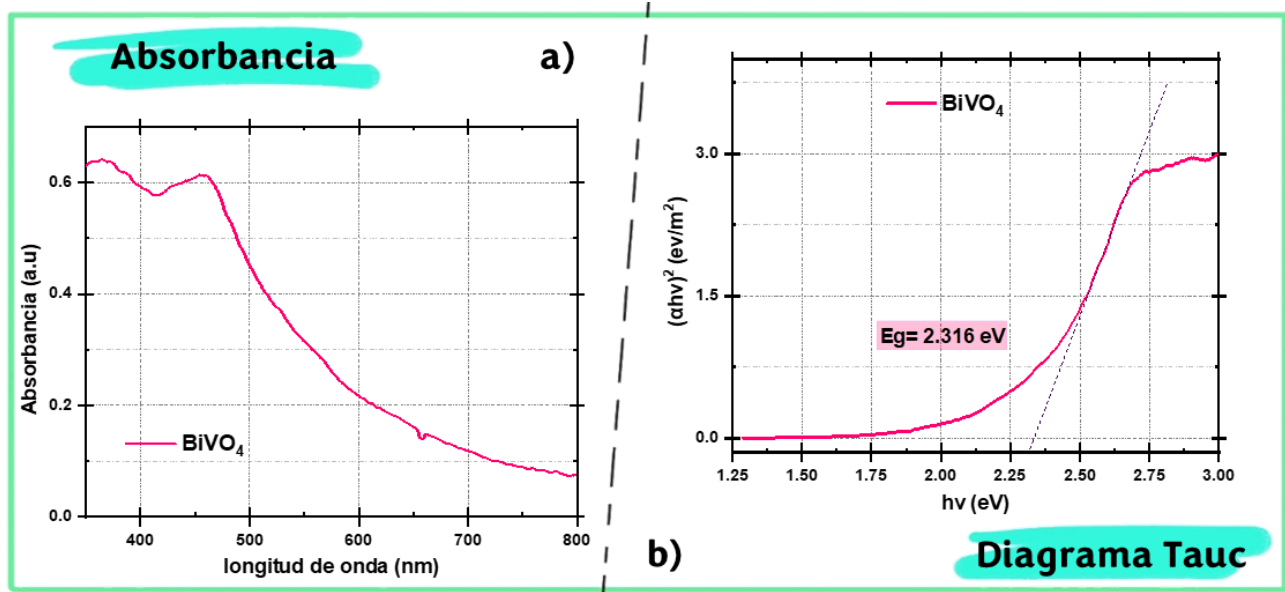 Absorbancia
a)
Absorbancia (a.u)
0.6
0.4
0.2
0.0
BiVO₄
400 500 600 700 800
longitud de onda (nm)
BiVO₄
(αhv)² (ev/m²)
3.0
1.5
0.0
Eg= 2.316 eV
1.25 1.50 1.75 2.00 2.25 2.50 2.75 3.00
hv (eV)
b)
Diagrama Tauc